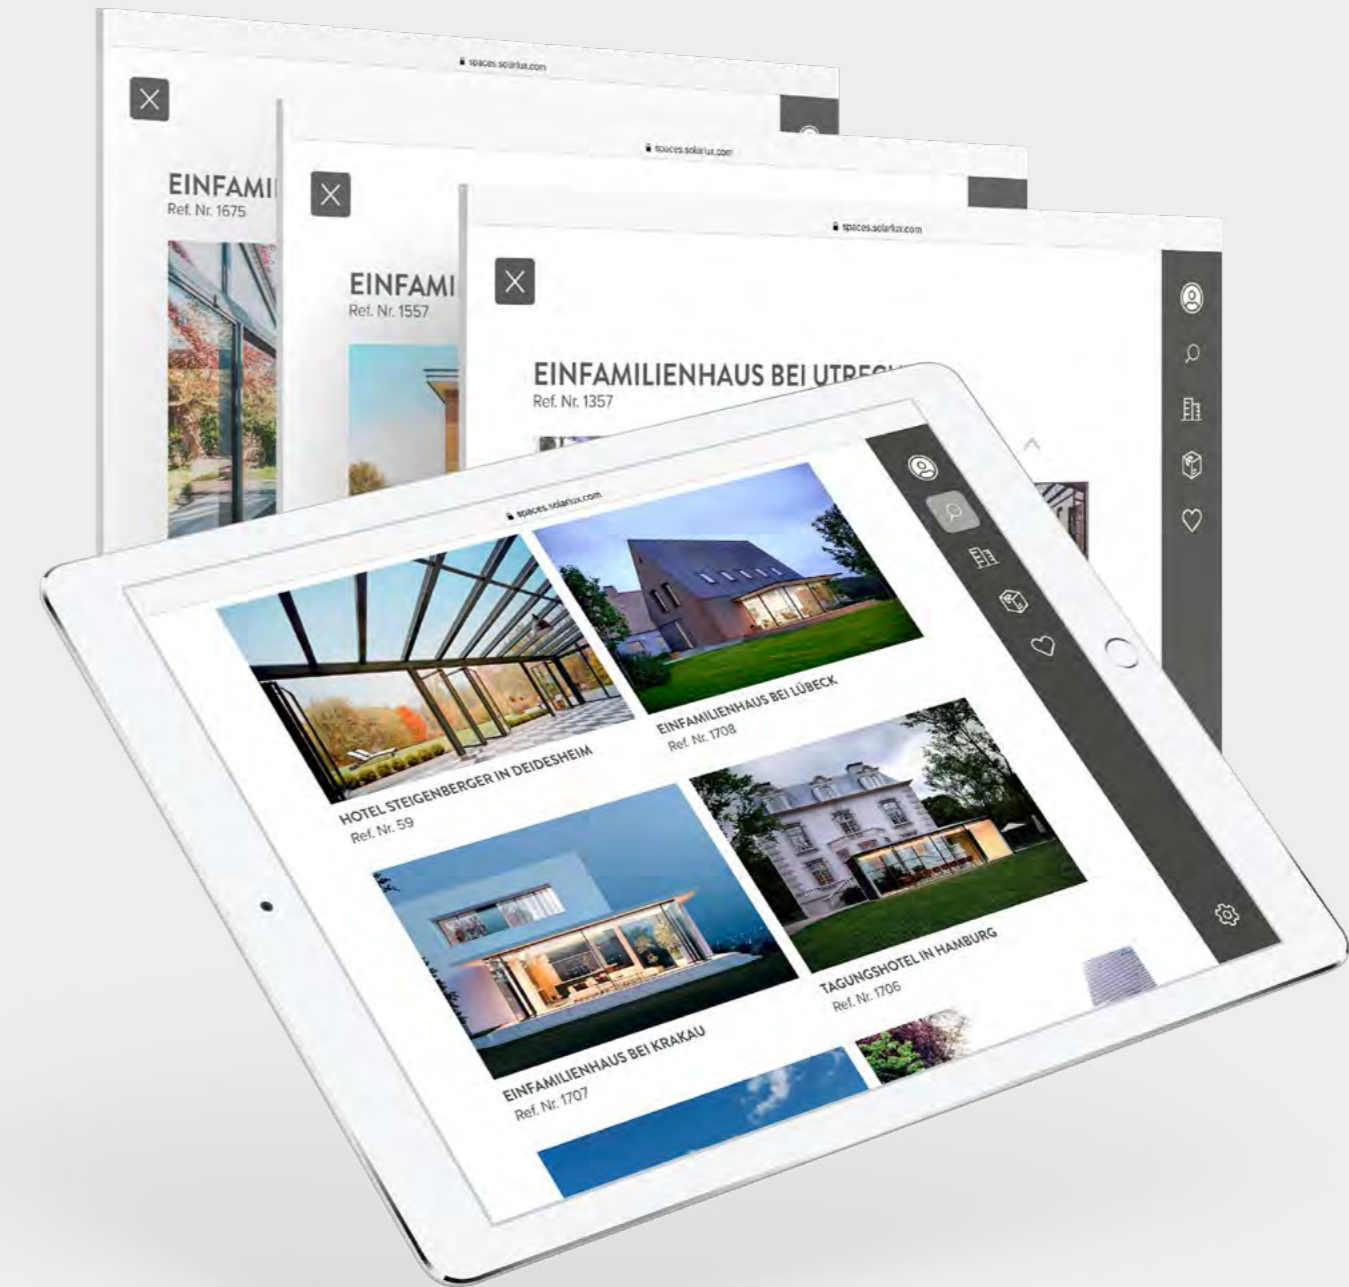 spaces.solarlux.com
EINFAMI
Ref. Nr. 1675
spaces.solarlux.com
EINFAMI
Ref. Nr. 1557
spaces.solarlux.com
EINFAMILIENHAUS BEI UTRECH
Ref. Nr. 1357
spaces.solarlux.com
HOTEL STEIGENBERGER IN DEIDESHEIM
Ref. Nr. 59
EINFAMILIENHAUS BEI LÜBECK
Ref. Nr. 1708
EINFAMILIENHAUS BEI KRAKAU
Ref. Nr. 1707
TAGUNGSHOTEL IN HAMBURG
Ref. Nr. 1706